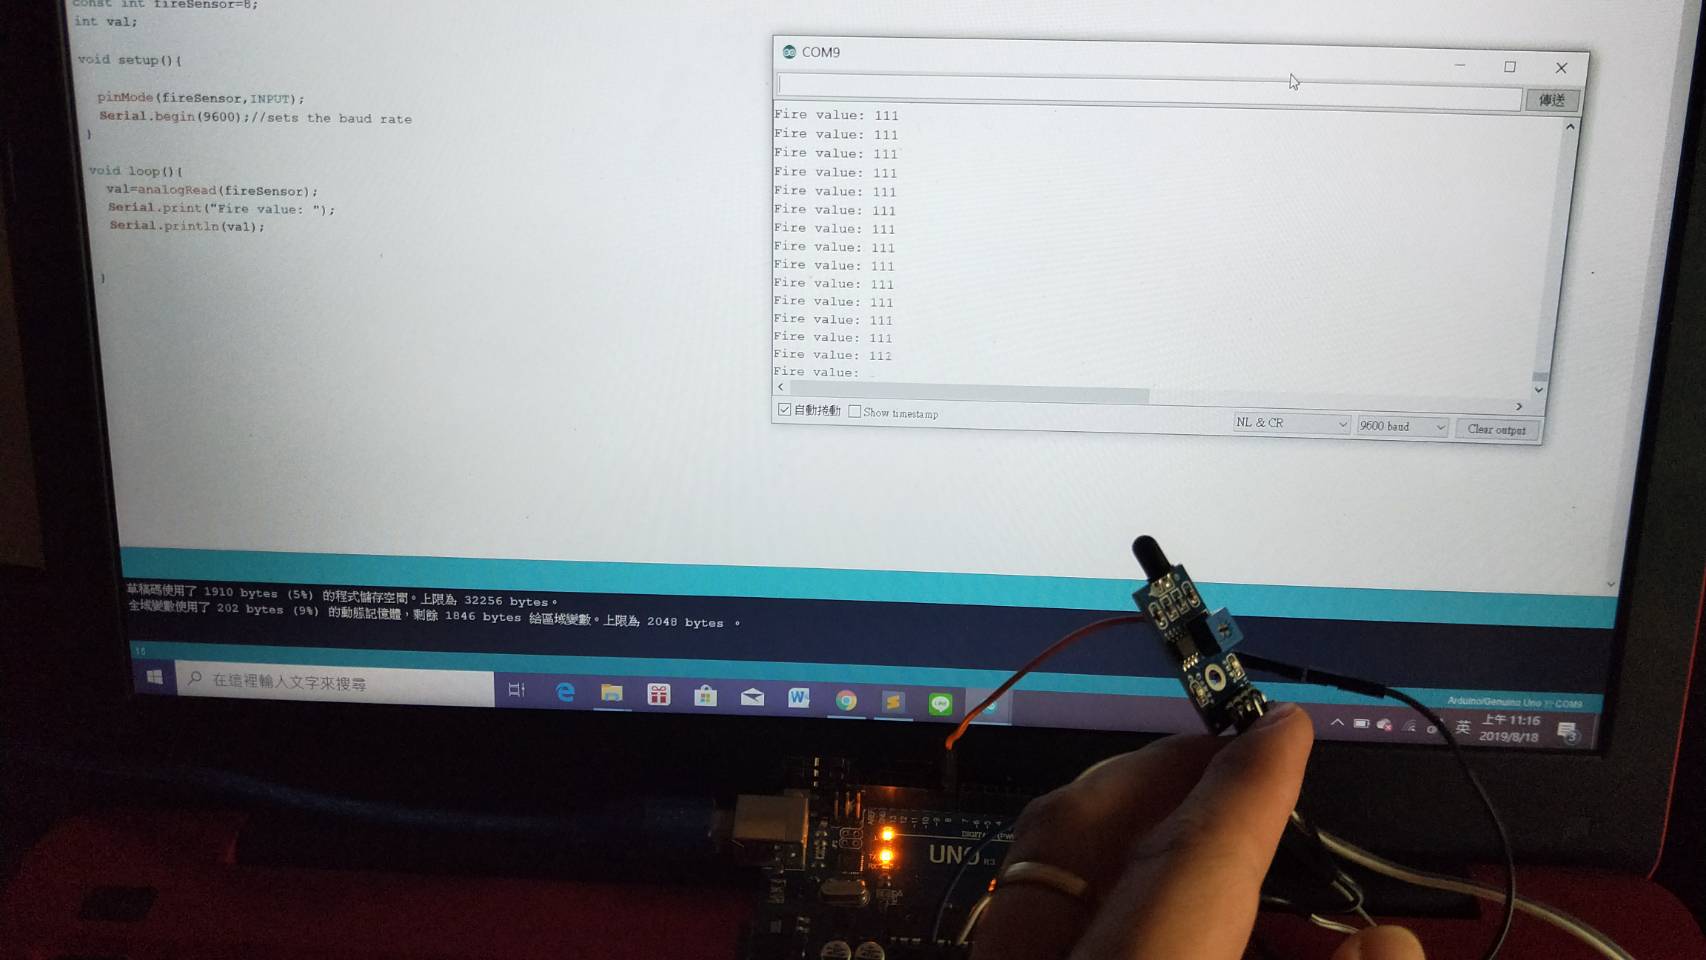 const int fireSensor=8;
int val;
void setup(){
pinMode(fireSensor,INPUT);
Serial.begin(9600);//sets the baud rate
}
void loop(){
val=analogRead(fireSensor);
Serial.print("Fire value: ");
Serial.println(val);
}
COM9
傳送
Fire value: 111
Fire value: 111
Fire value: 111
Fire value: 111
Fire value: 111
Fire value: 111
Fire value: 111
Fire value: 111
Fire value: 111
Fire value: 111
Fire value: 111
Fire value: 111
Fire value: 111
Fire value: 112
Fire value:
自動捲動 Show timestamp NL & CR 9600 baud Clear output
草稿碼使用了 1910 bytes (5%) 的程式儲存空間。上限為 32256 bytes。
全域變數使用了 202 bytes (9%) 的動態記憶體，剩餘 1846 bytes 給區域變數。上限為 2048 bytes 。
16
Arduino/Genuino Uno 於 COM9
在這裡輸入文字來搜尋
英
上午 11:16
2019/8/18
3
UNO R3